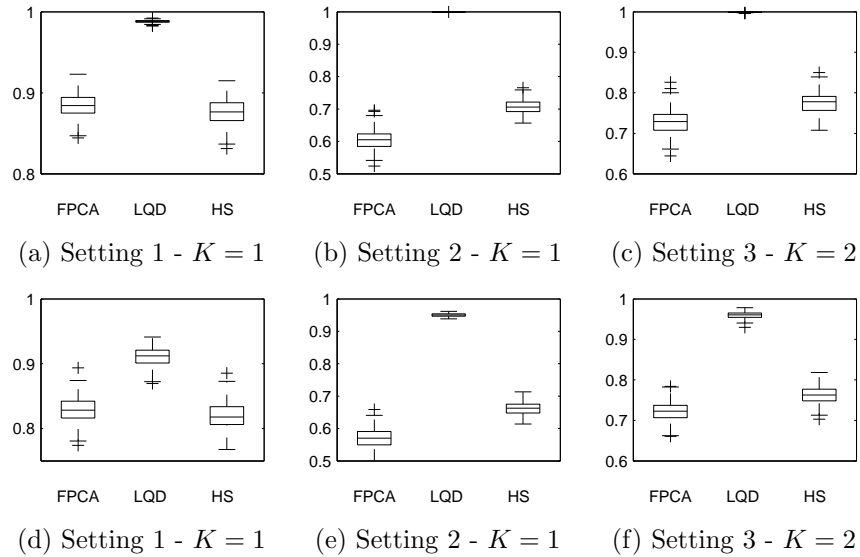 1
0.9
0.8
FPCA LQD HS
(a) Setting 1 - K = 1
1
0.9
0.8
0.7
0.6
0.5
FPCA LQD HS
(b) Setting 2 - K = 1
1
0.9
0.8
0.7
0.6
FPCA LQD HS
(c) Setting 3 - K = 2
1
0.9
0.8
FPCA LQD HS
(d) Setting 1 - K = 1
1
0.9
0.8
0.7
0.6
0.5
FPCA LQD HS
(e) Setting 2 - K = 1
1
0.9
0.8
0.7
0.6
FPCA LQD HS
(f) Setting 3 - K = 2